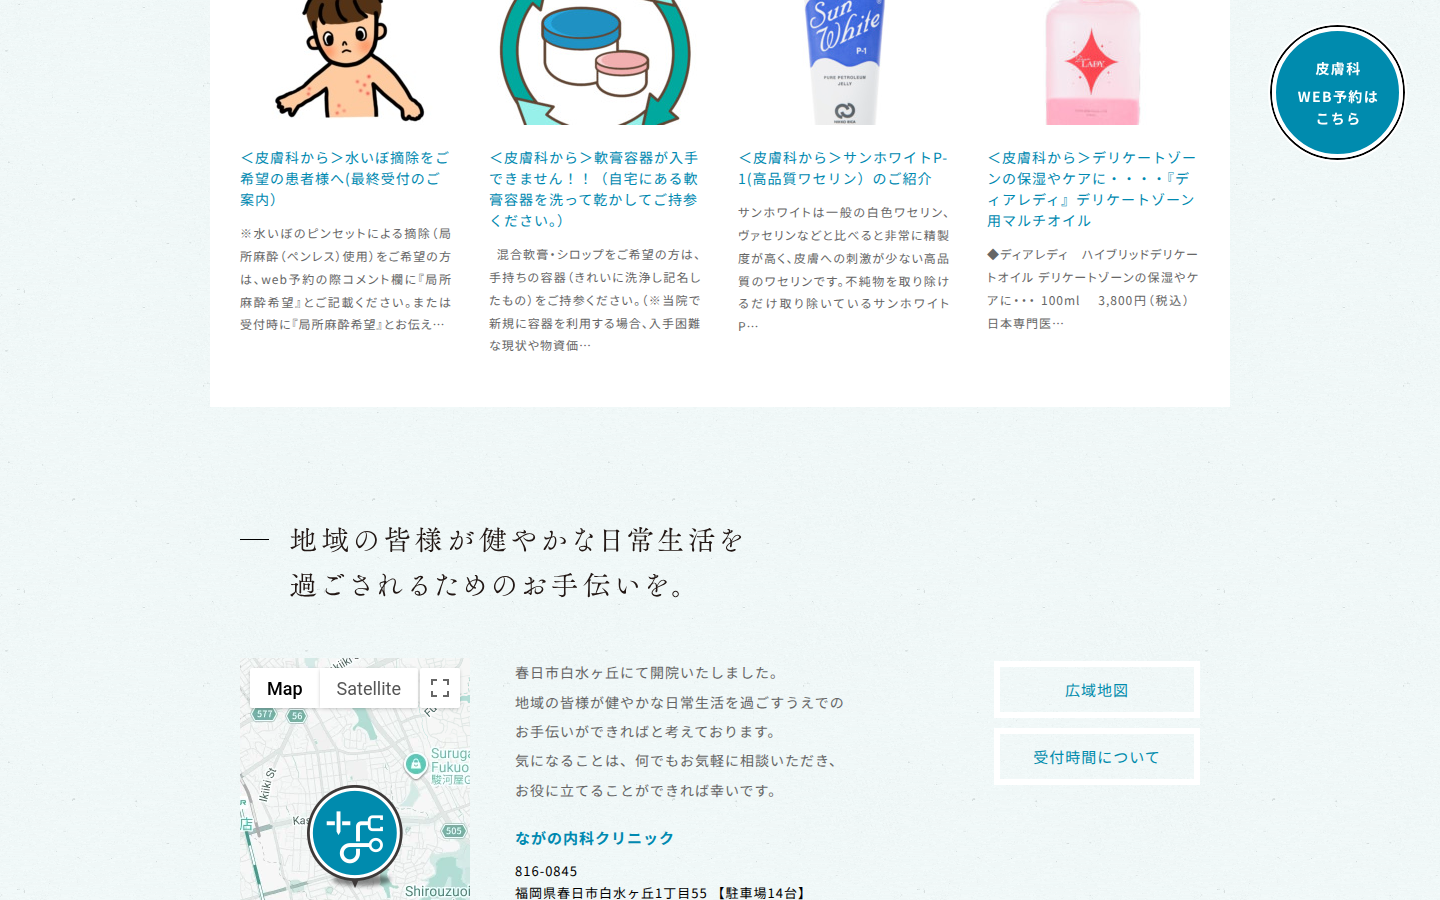 Sun
White
P-1
PURE PETROLEUM
JELLY
LADY
皮膚科
WEB予約は
こちら
＜皮膚科から＞水いぼ摘除をご
希望の患者様へ(最終受付のご
案内）
※水いぼのピンセットによる摘除（局
所麻酔（ペンレス）使用）をご希望の方
は、web予約の際コメント欄に『局所
麻酔希望』とご記載ください。または
受付時に『局所麻酔希望』とお伝え…
＜皮膚科から＞軟膏容器が入手
できません！！（自宅にある軟
膏容器を洗って乾かしてご持参
ください。）
混合軟膏・シロップをご希望の方は、
手持ちの容器（きれいに洗浄し記名し
たもの）をご持参ください。（※当院で
新規に容器を利用する場合、入手困難
な現状や物資価…
＜皮膚科から＞サンホワイトP-
1(高品質ワセリン）のご紹介
サンホワイトは一般の白色ワセリン、
ヴァセリンなどと比べると非常に精製
度が高く、皮膚への刺激が少ない高品
質のワセリンです。不純物を取り除け
るだけ取り除いているサンホワイト
P…
＜皮膚科から＞デリケートゾー
ンの保湿やケアに・・・・『デ
ィアレディ』デリケートゾーン
用マルチオイル
◆ディアレディ　ハイブリッドデリケー
トオイル デリケートゾーンの保湿やケ
アに・・・ 100ml　3,800円（税込）
日本専門医…
地域の皆様が健やかな日常生活を
過ごされるためのお手伝いを。
Map
Satellite
577
56
Ikiiki St
Suruga
Fukuo
駿河屋G
店
Kas
505
Shirouzuoi
春日市白水ヶ丘にて開院いたしました。
地域の皆様が健やかな日常生活を過ごすうえでの
お手伝いができればと考えております。
気になることは、何でもお気軽に相談いただき、
お役に立てることができれば幸いです。
ながの内科クリニック
816-0845
福岡県春日市白水ヶ丘1丁目55 【駐車場14台】
広域地図
受付時間について